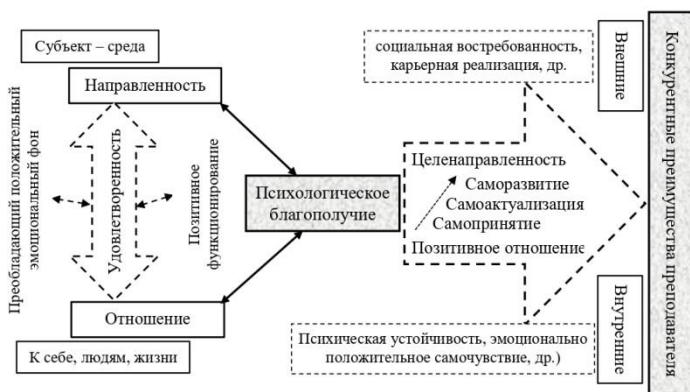 Субъект – среда
Направленность
Преобладающий положительный
эмоциональный фон
Удовлетворенность
Позитивное
функционирование
Отношение
К себе, людям, жизни
Психологическое
благополучие
социальная востребованность,
карьерная реализация, др.
Целенаправленность
Саморазвитие
Самоактуализация
Самопринятие
Позитивное отношение
Психическая устойчивость, эмоционально
положительное самочувствие, др.)
Внешние
Внутренние
Конкурентные преимущества преподавателя